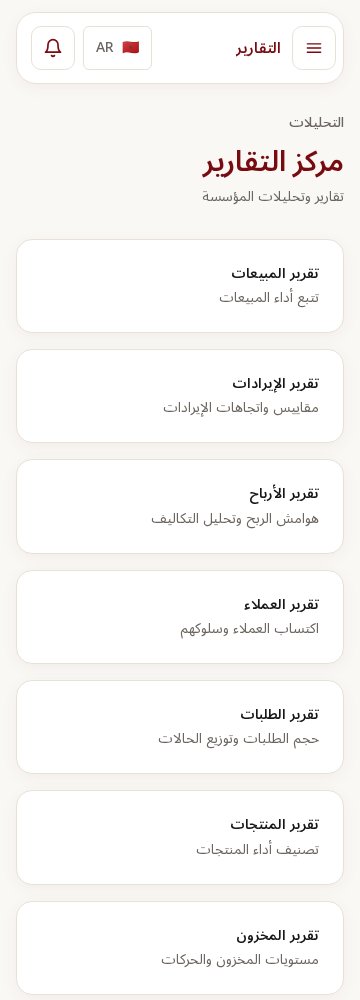 التقارير
AR
التحليلات
مركز التقارير
تقارير وتحليلات المؤسسة
تقرير المبيعات
تتبع أداء المبيعات
تقرير الإيرادات
مقاييس واتجاهات الإيرادات
تقرير الأرباح
هوامش الربح وتحليل التكاليف
تقرير العملاء
اكتساب العملاء وسلوكهم
تقرير الطلبات
حجم الطلبات وتوزيع الحالات
تقرير المنتجات
تصنيف أداء المنتجات
تقرير المخزون
مستويات المخزون والحركات